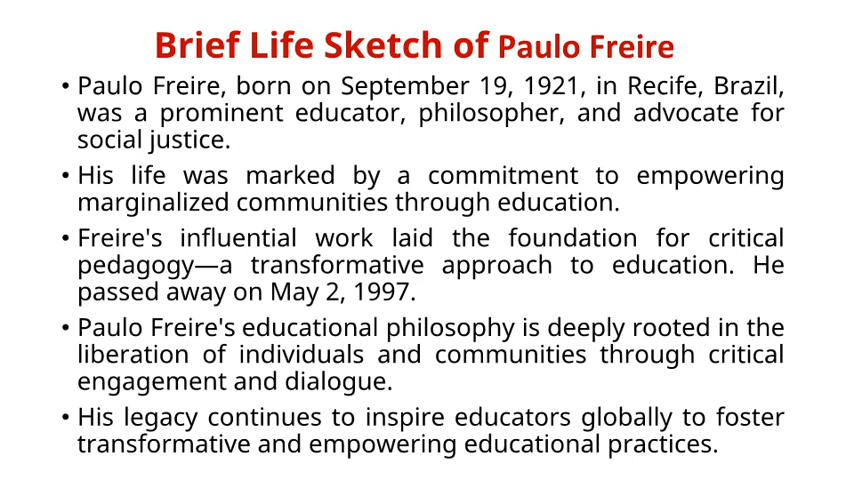 Brief Life Sketch of Paulo Freire
• Paulo Freire, born on September 19, 1921, in Recife, Brazil,
was a prominent educator, philosopher, and advocate for
social justice.
• His life was marked by a commitment to empowering
marginalized communities through education.
• Freire's influential work laid the foundation for critical
pedagogy—a transformative approach to education. He
passed away on May 2, 1997.
• Paulo Freire's educational philosophy is deeply rooted in the
liberation of individuals and communities through critical
engagement and dialogue.
• His legacy continues to inspire educators globally to foster
transformative and empowering educational practices.